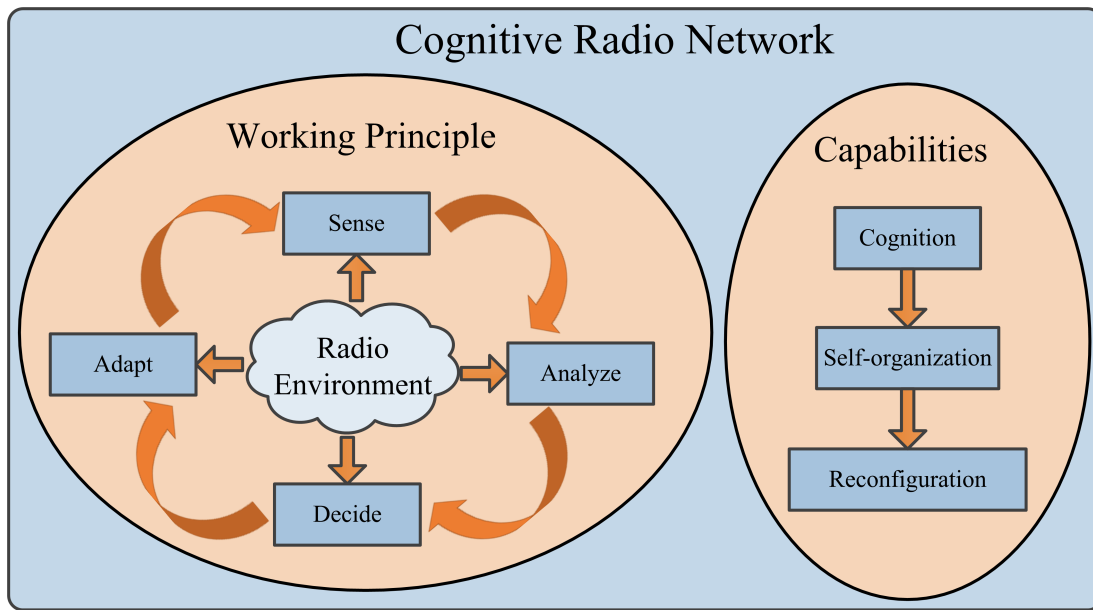 Cognitive Radio Network
Working Principle
Sense
Adapt
Radio
Environment
Analyze
Decide
Capabilities
Cognition
Self-organization
Reconfiguration